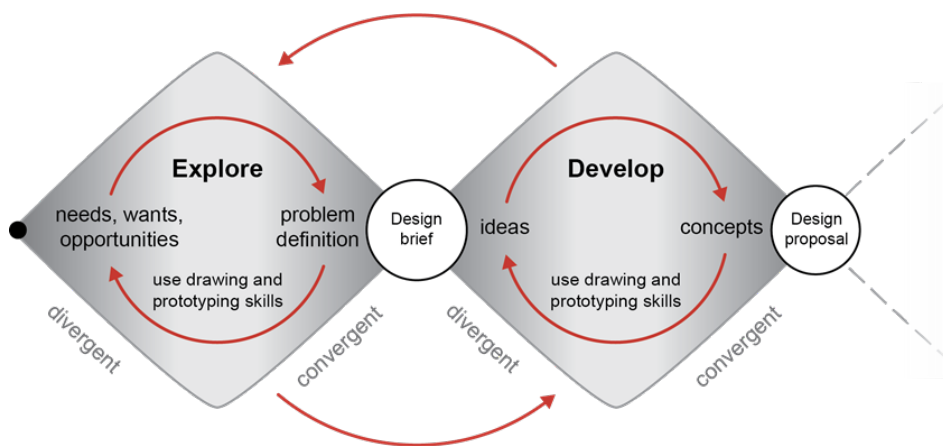 Explore
needs, wants,
opportunities
problem
definition
use drawing and
prototyping skills
divergent
convergent
Design
brief
Develop
ideas
concepts
use drawing and
prototyping skills
divergent
convergent
Design
proposal